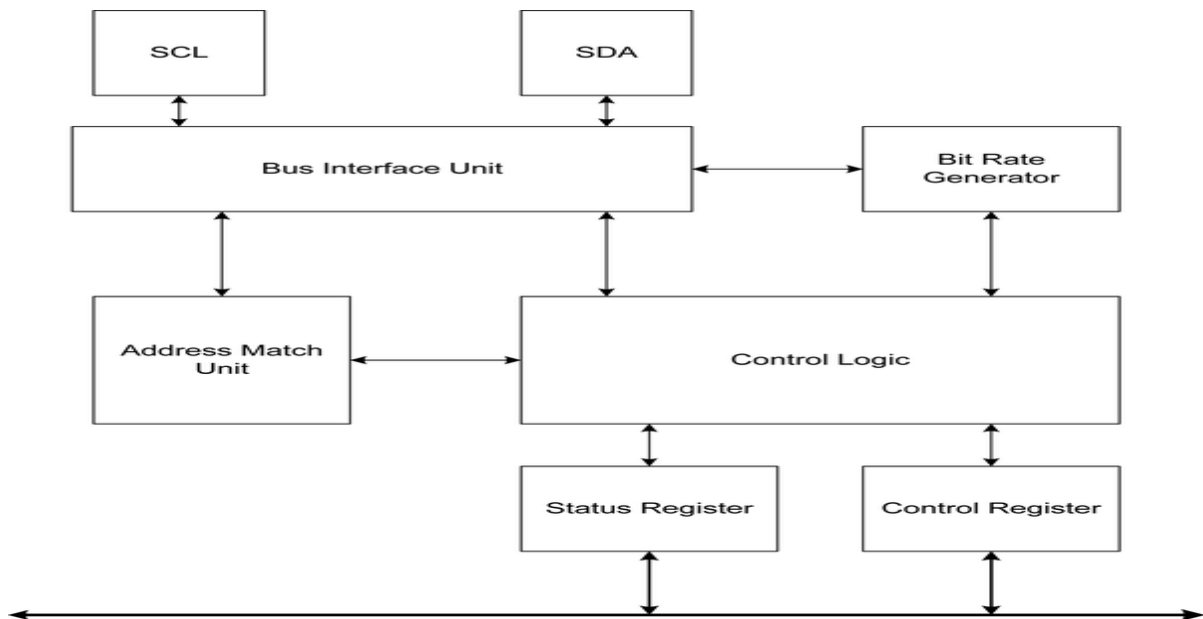 SCL
SDA
Bus Interface Unit
Bit Rate
Generator
Address Match
Unit
Control Logic
Status Register
Control Register